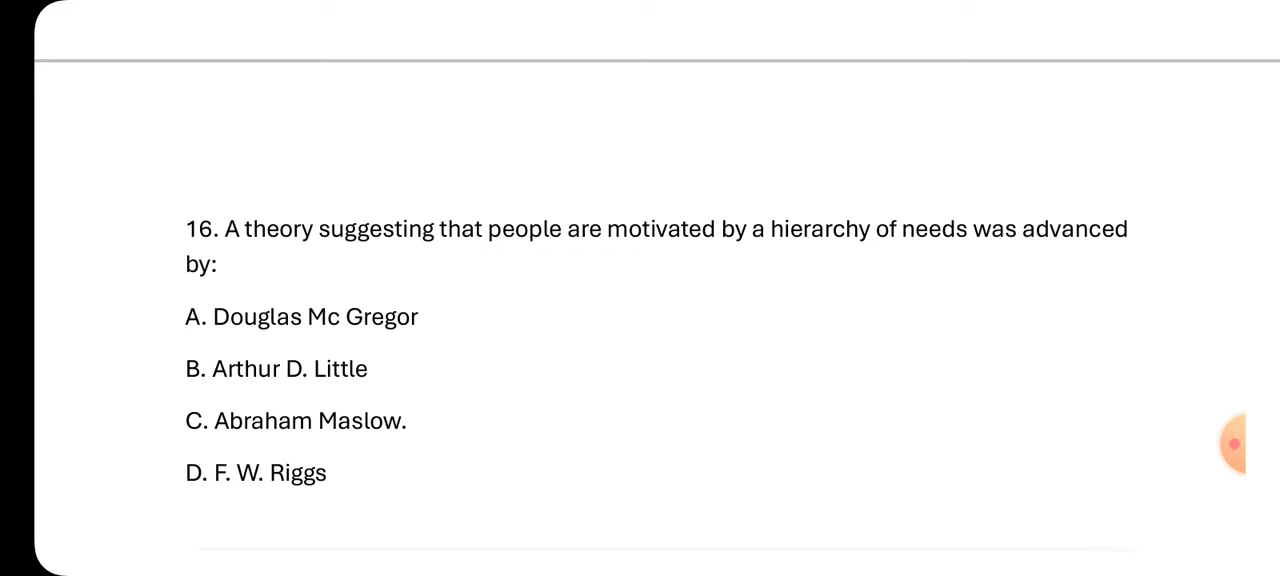 16. A theory suggesting that people are motivated by a hierarchy of needs was advanced
by:
A. Douglas Mc Gregor
B. Arthur D. Little
C. Abraham Maslow.
D. F. W. Riggs